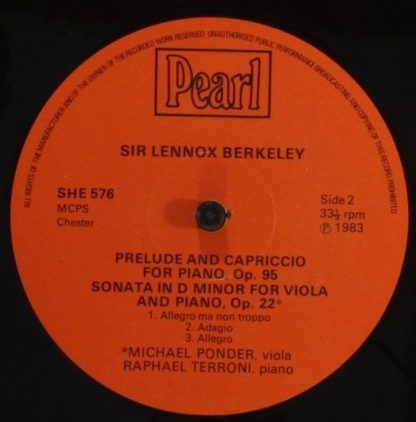 ALL RIGHTS OF THE MANUFACTURER AND OF THE OWNER OF THE RECORDED WORK RESERVED · UNAUTHORISED PUBLIC PERFORMANCE BROADCASTING AND COPYING OF THIS RECORD PROHIBITED
Pearl
SIR LENNOX BERKELEY
SHE 576
MCPS
Chester
Side 2
33⅓ rpm
Ⓟ 1983
PRELUDE AND CAPRICCIO
FOR PIANO, Op. 95
SONATA IN D MINOR FOR VIOLA
AND PIANO, Op. 22*
1. Allegro ma non troppo
2. Adagio
3. Allegro
*MICHAEL PONDER, viola
RAPHAEL TERRONI, piano